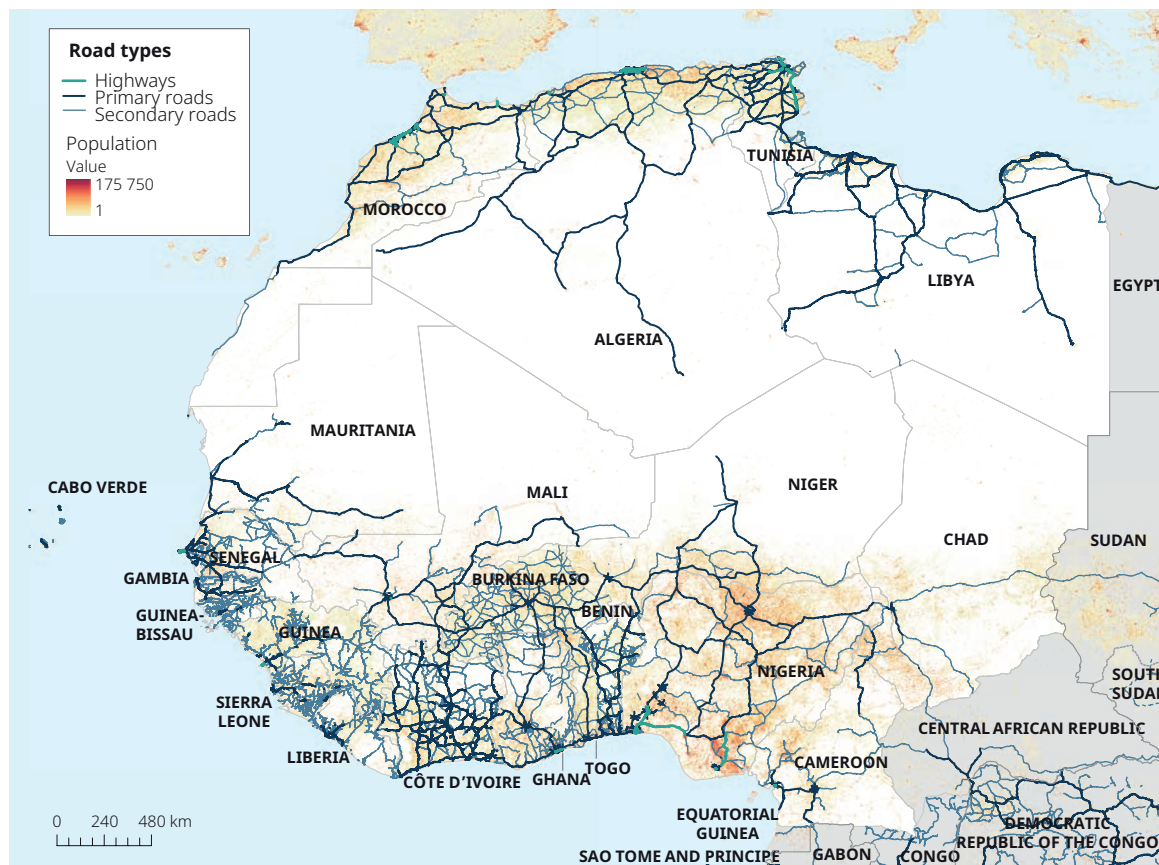 Road types
Highways
Primary roads
Secondary roads
Population
Value
175 750
1
TUNISIA
MOROCCO
LIBYA
EGYPT
ALGERIA
MAURITANIA
CABO VERDE
MALI
NIGER
CHAD
SUDAN
SENEGAL
GAMBIA
BURKINA FASO
GUINEA-
BISSAU
BENIN
GUINEA
NIGERIA
SOUTH
SUDAN
SIERRA
LEONE
CENTRAL AFRICAN REPUBLIC
LIBERIA
CÔTE D’IVOIRE
GHANA
TOGO
CAMEROON
EQUATORIAL
GUINEA
DEMOCRATIC
REPUBLIC OF THE CONGO
SAO TOME AND PRINCIPE
GABON
CONGO
0 240 480 km